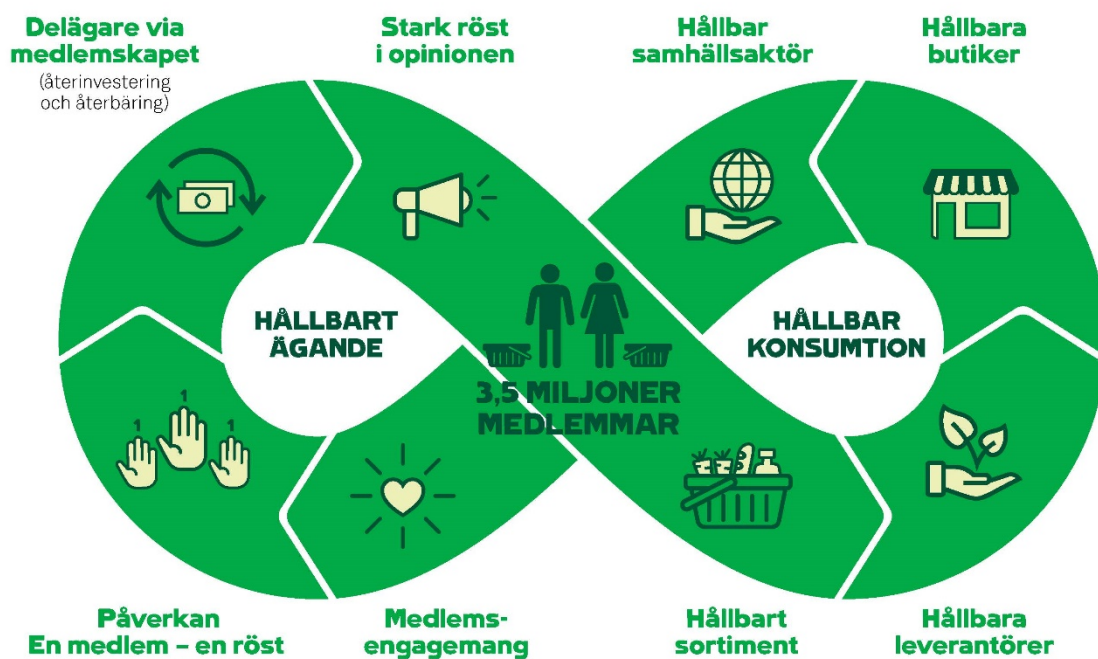 Delägare via
medlemskapet
(återinvestering
och återbäring)
Stark röst
i opinionen
Hållbar
samhällsaktör
Hållbara
butiker
HÅLLBART
ÄGANDE
HÅLLBAR
KONSUMTION
3,5 MILJONER
MEDLEMMAR
1
1
1
Påverkan
En medlem – en röst
Medlems-
engagemang
Hållbart
sortiment
Hållbara
leverantörer